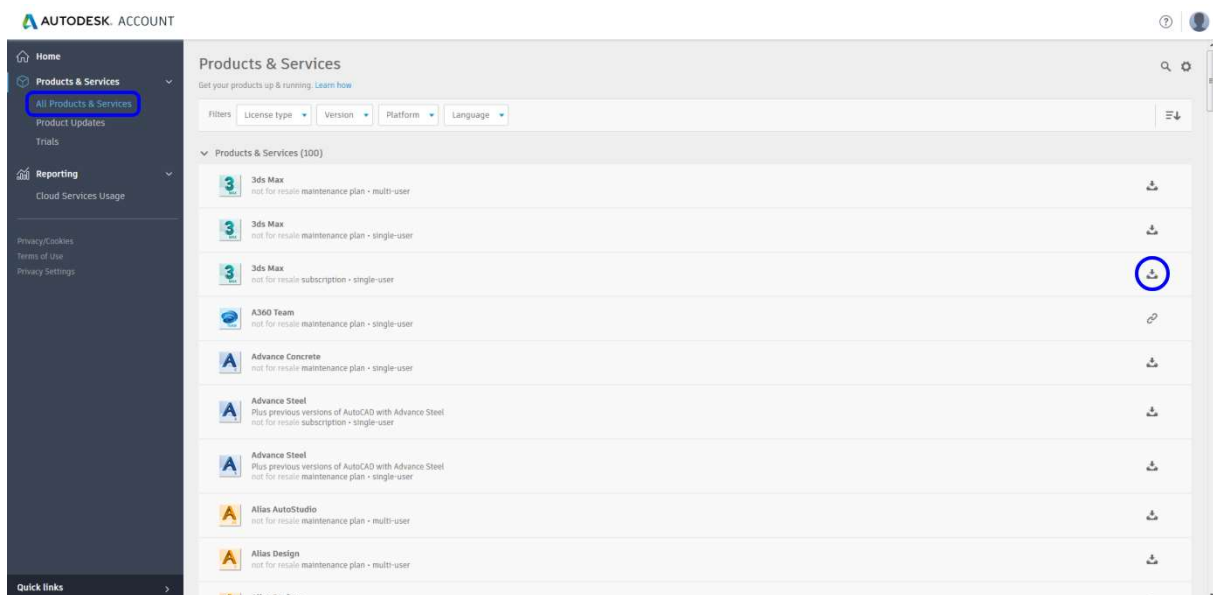 AUTODESK. ACCOUNT
Home
Products & Services
All Products & Services
Product Updates
Trials
Reporting
Cloud Services Usage
Privacy/Cookies
Terms of Use
Privacy Settings
Quick links
Products & Services
Get your products up & running. Learn how
Filters License type Version Platform Language
Products & Services (100)
3ds Max
not for resale maintenance plan • multi-user
3ds Max
not for resale maintenance plan • single-user
3ds Max
not for resale subscription • single-user
A360 Team
not for resale maintenance plan • single-user
Advance Concrete
not for resale maintenance plan • single-user
Advance Steel
Plus previous versions of AutoCAD with Advance Steel
not for resale subscription • single-user
Advance Steel
Plus previous versions of AutoCAD with Advance Steel
not for resale maintenance plan • single-user
Alias AutoStudio
not for resale maintenance plan • multi-user
Alias Design
not for resale maintenance plan • multi-user